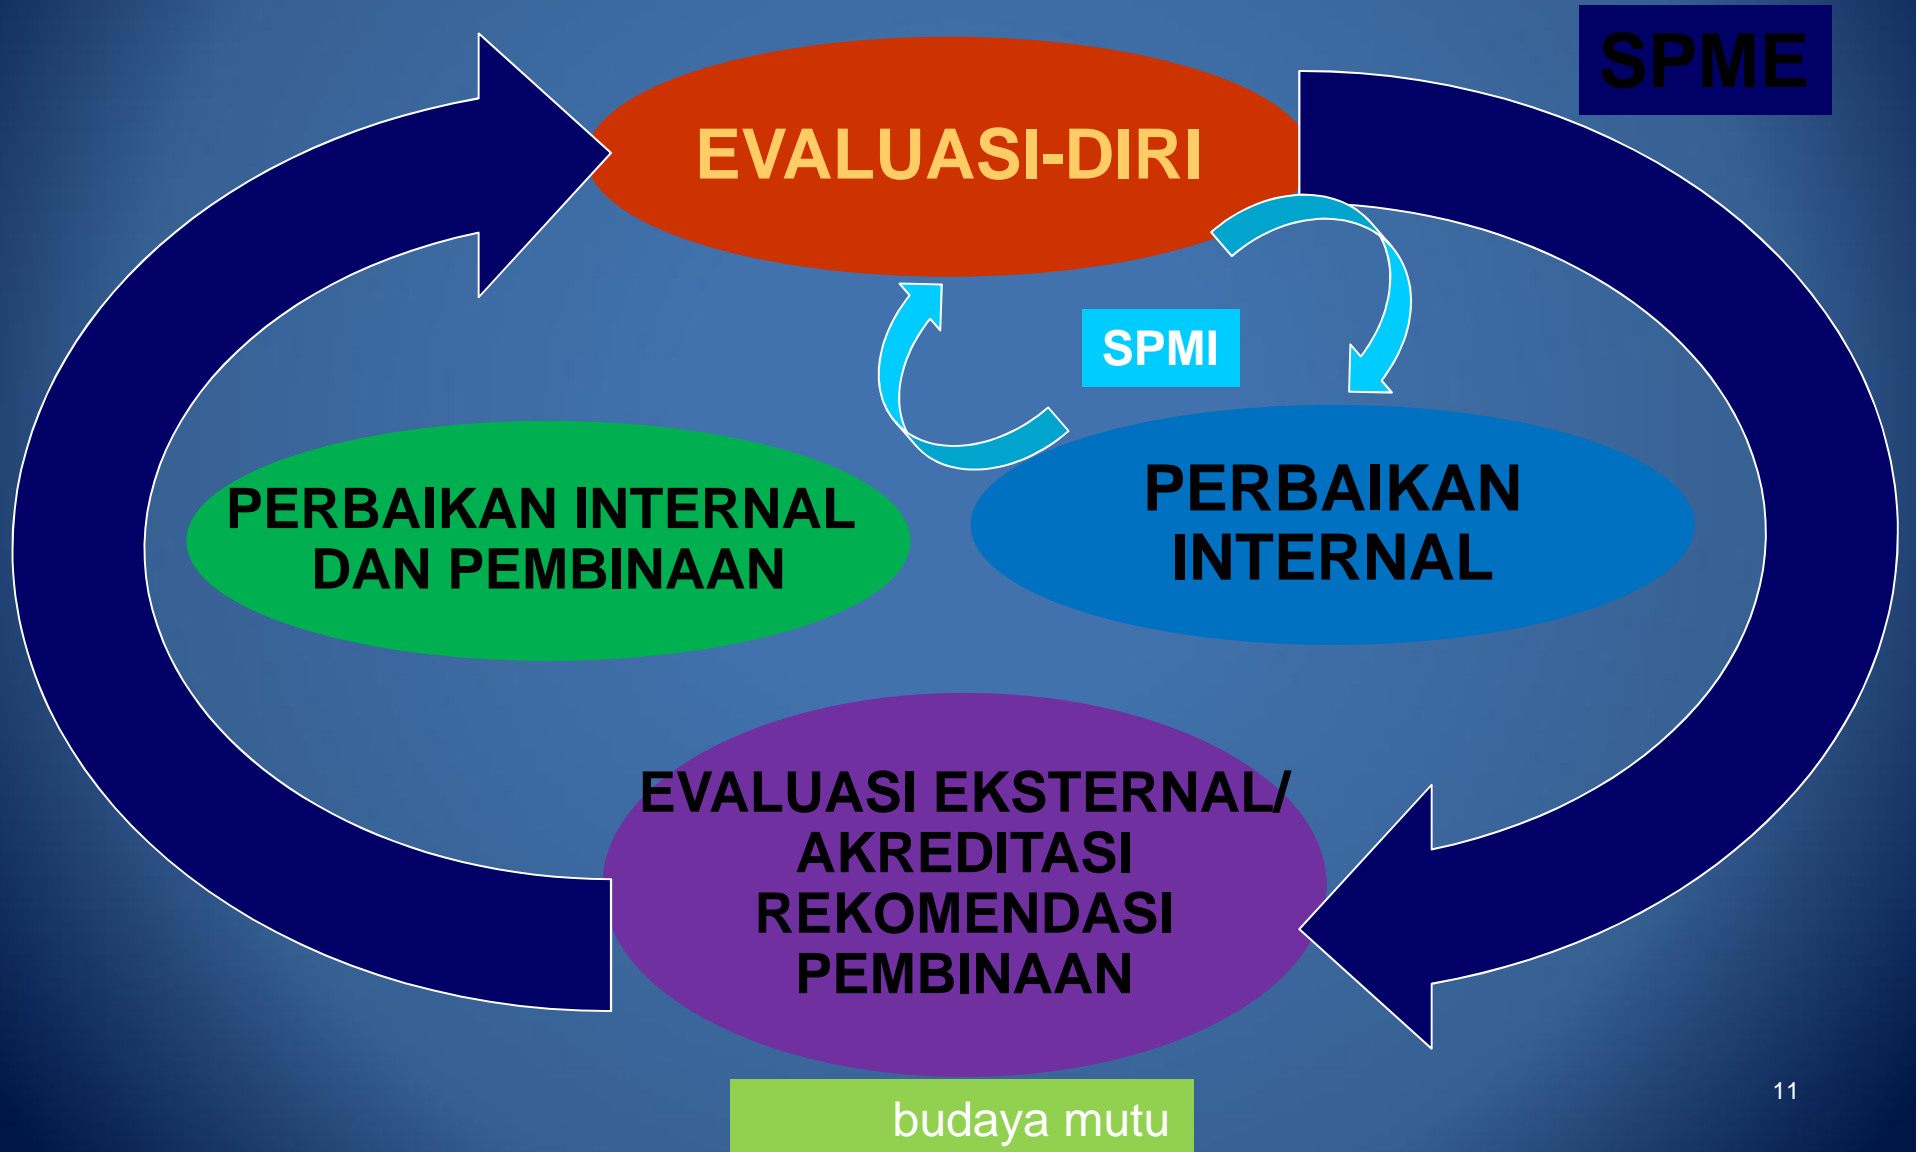 SPME
EVALUASI-DIRI
SPMI
PERBAIKAN INTERNAL
DAN PEMBINAAN
PERBAIKAN
INTERNAL
EVALUASI EKSTERNAL/
AKREDITASI
REKOMENDASI
PEMBINAAN
budaya mutu
11